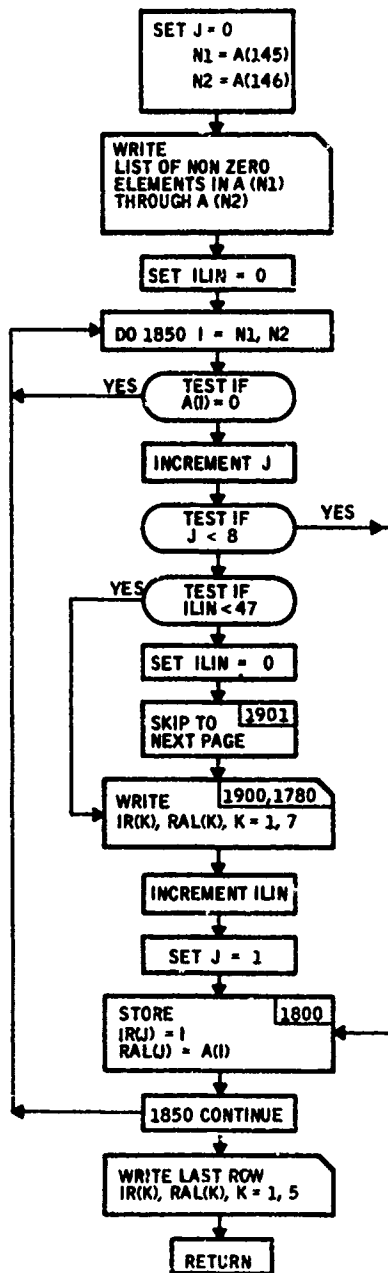 SET J = 0
N1 = A(145)
N2 = A(146)
WRITE
LIST OF NON ZERO
ELEMENTS IN A (N1)
THROUGH A (N2)
SET ILIN = 0
DO 1850 I = N1, N2
YES
TEST IF
A(I) = 0
INCREMENT J
TEST IF
J < 8
YES
YES
TEST IF
ILIN < 47
SET ILIN = 0
1901
SKIP TO
NEXT PAGE
1900,1780
WRITE
IR(K), RAL(K), K = 1, 7
INCREMENT ILIN
SET J = 1
STORE
1800
IR(J) = I
RAL(J) = A(I)
1850 CONTINUE
WRITE LAST ROW
IR(K), RAL(K), K = 1, 5
RETURN